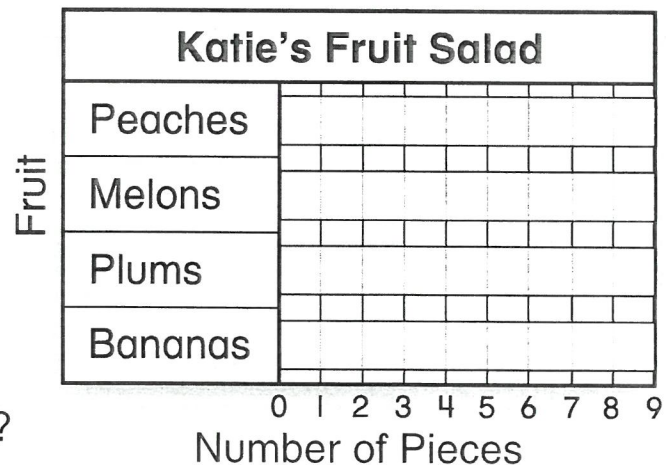 Katie's Fruit Salad
Fruit
Peaches
Melons
Plums
Bananas
0 1 2 3 4 5 6 7 8 9
?
Number of Pieces